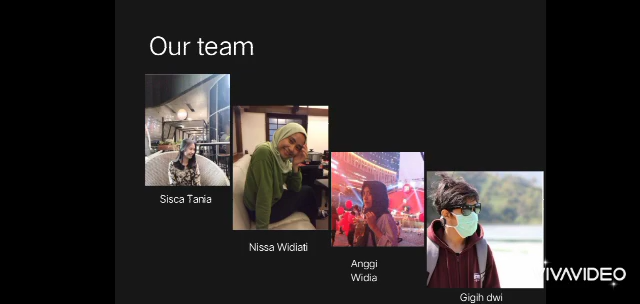 Our team
Sisca Tania
Nissa Widiati
Anggi
Widia
Gigih dwi
VIVAVIDEO